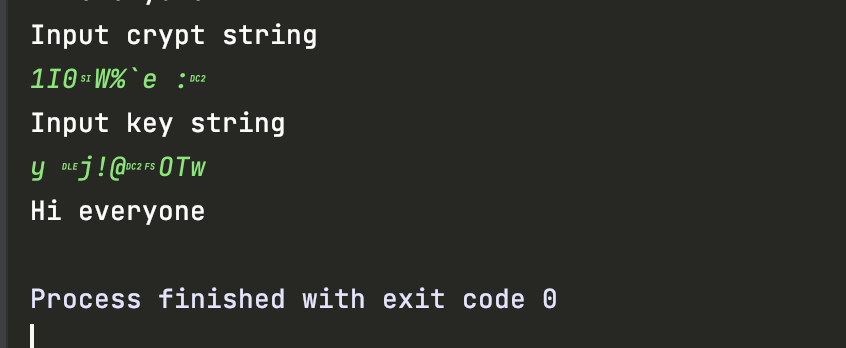 Input crypt string
1I0␏W%`e :␒
Input key string
y ␐j!@␒␜OTw
Hi everyone
Process finished with exit code 0